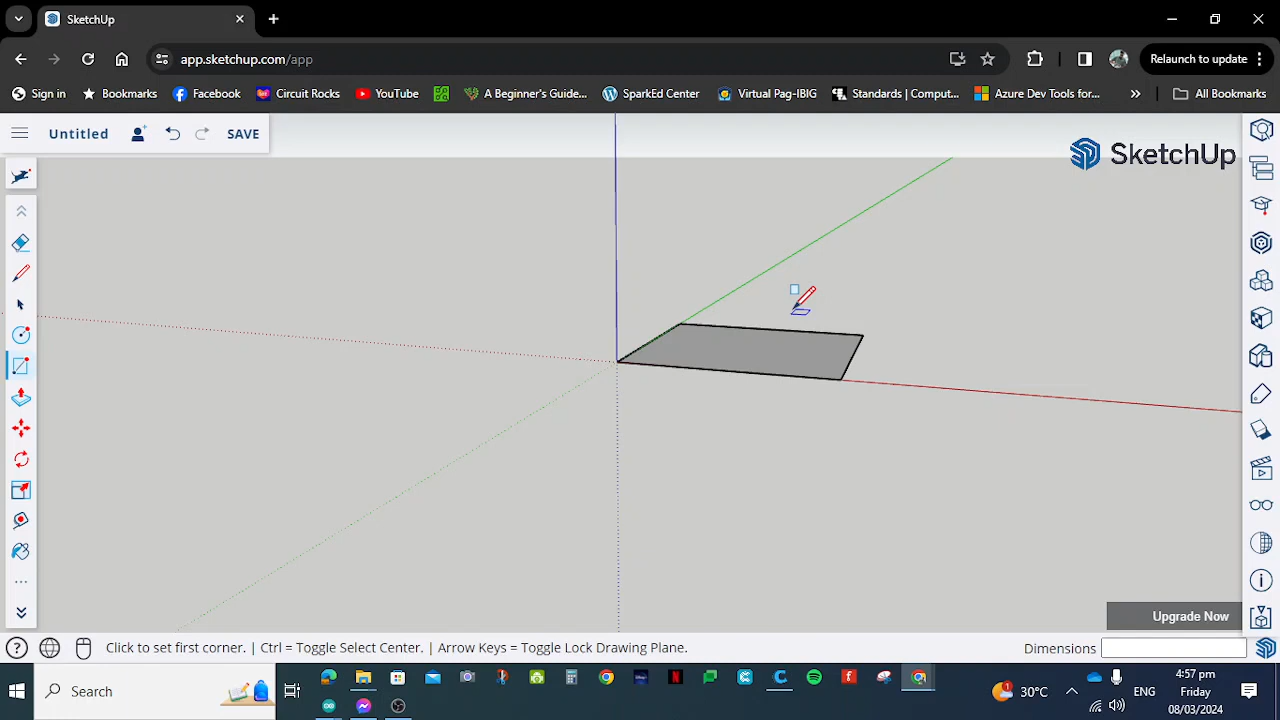 SketchUp
app.sketchup.com/app
Relaunch to update
Sign in
Bookmarks
Facebook
Circuit Rocks
YouTube
A Beginner's Guide...
SparkEd Center
Virtual Pag-IBIG
Standards | Comput...
Azure Dev Tools for...
»
All Bookmarks
Untitled
SAVE
SketchUp
Upgrade Now
Click to set first corner. | Ctrl = Toggle Select Center. | Arrow Keys = Toggle Lock Drawing Plane.
Dimensions
Search
30°C
ENG
4:57 pm
Friday
08/03/2024